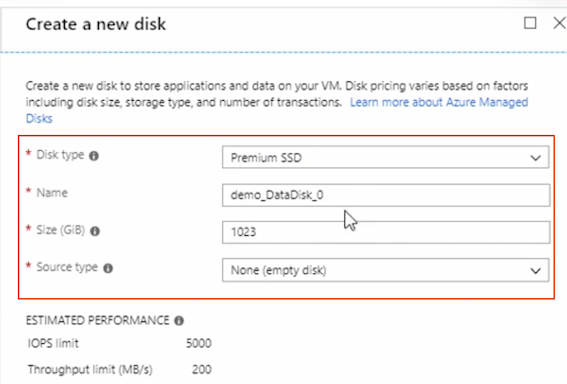 Create a new disk
Create a new disk to store applications and data on your VM. Disk pricing varies based on factors
including disk size, storage type, and number of transactions. Learn more about Azure Managed
Disks
* Disk type Premium SSD
* Name demo_DataDisk_0
* Size (GiB) 1023
* Source type None (empty disk)
ESTIMATED PERFORMANCE
IOPS limit 5000
Throughput limit (MB/s) 200